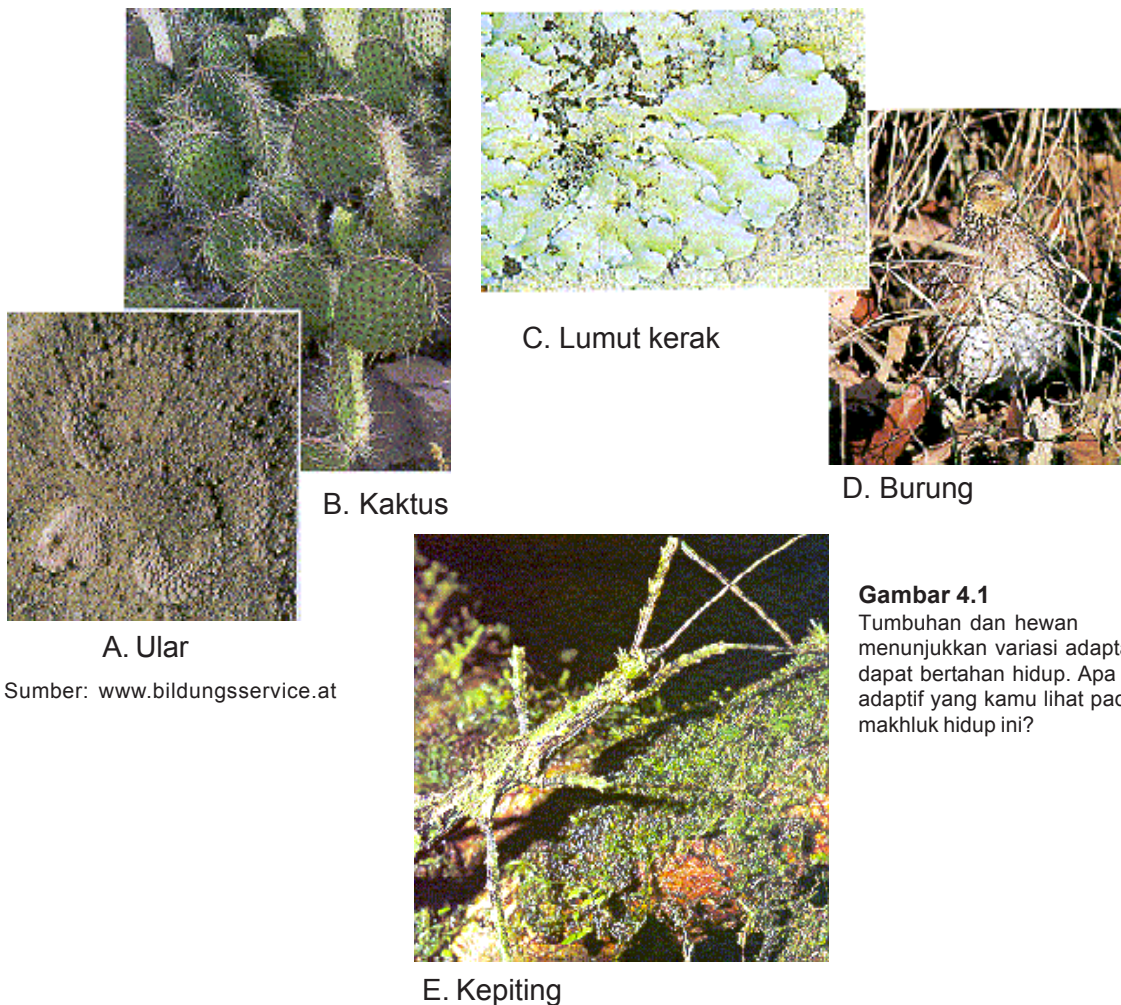 C. Lumut kerak
B. Kaktus
D. Burung
A. Ular
Sumber: www.bildungsservice.at
Gambar 4.1
Tumbuhan dan hewan
menunjukkan variasi adapta
dapat bertahan hidup. Apa
adaptif yang kamu lihat pad
makhluk hidup ini?
E. Kepiting